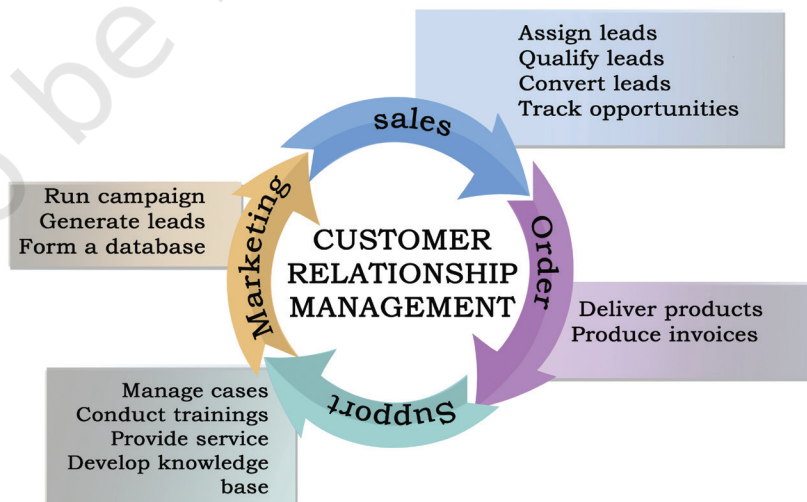 o be
Assign leads
Qualify leads
Convert leads
Track opportunities
sales
Run campaign
Generate leads
Form a database
Marketing
CUSTOMER
RELATIONSHIP
MANAGEMENT
Order
Deliver products
Produce invoices
Support
Manage cases
Conduct trainings
Provide service
Develop knowledge
base